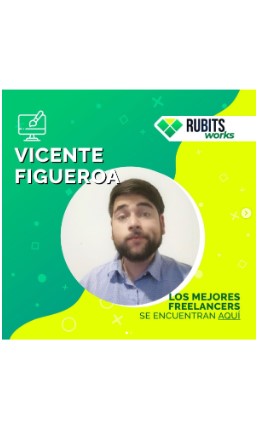 RUBITS
works
VICENTE
FIGUEROA
LOS MEJORES
FREELANCERS
SE ENCUENTRAN AQUÍ